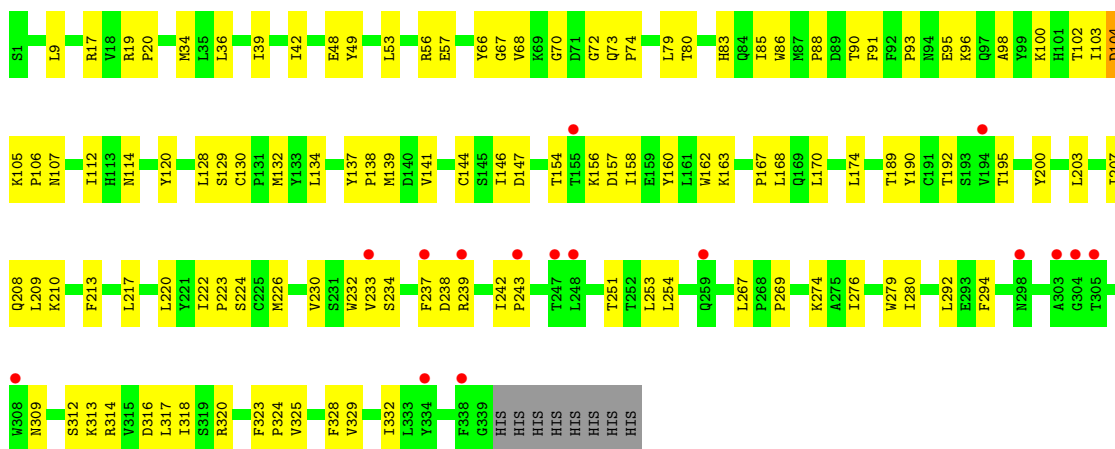 S1 L9 R17 V18 R19 P20 M34 L35 L36 I39 I42 E48 Y49 L53 R56 E57 Y66 G67 V68 K69 G70 D71 G72 Q73 P74 L79 T80 H83 Q84 I85 W86 M87 P88 D89 T90 F91 F92 P93 N94 E95 K96 Q97 A98 Y99 K100 H101 T102 I103 D104
K105 P106 N107 I112 H113 N114 Y120 L128 S129 C130 P131 M132 Y133 L134 Y137 P138 M139 D140 V141 C144 S145 I146 D147 T154 T155 K156 D157 I158 E159 Y160 L161 W162 K163 P167 L168 Q169 L170 L174 T189 Y190 C191 T192 S193 V194 T195 Y200 L203
Q208 L209 K210 F213 L217 L220 Y221 I222 P223 S224 C225 M226 V230 S231 W232 V233 S234 F237 D238 R239 I242 P243 T247 L248 T251 T252 L253 L254 Q259 L267 P268 P269 K274 A275 I276 W279 I280 L292 E293 F294 N298 A303 G304 T305
W308 N309 S312 K313 R314 V315 D316 L317 I318 S319 R320 F323 P324 V325 F328 V329 I332 L333 Y334 F338 G339 HIS HIS HIS HIS HIS HIS HIS HIS